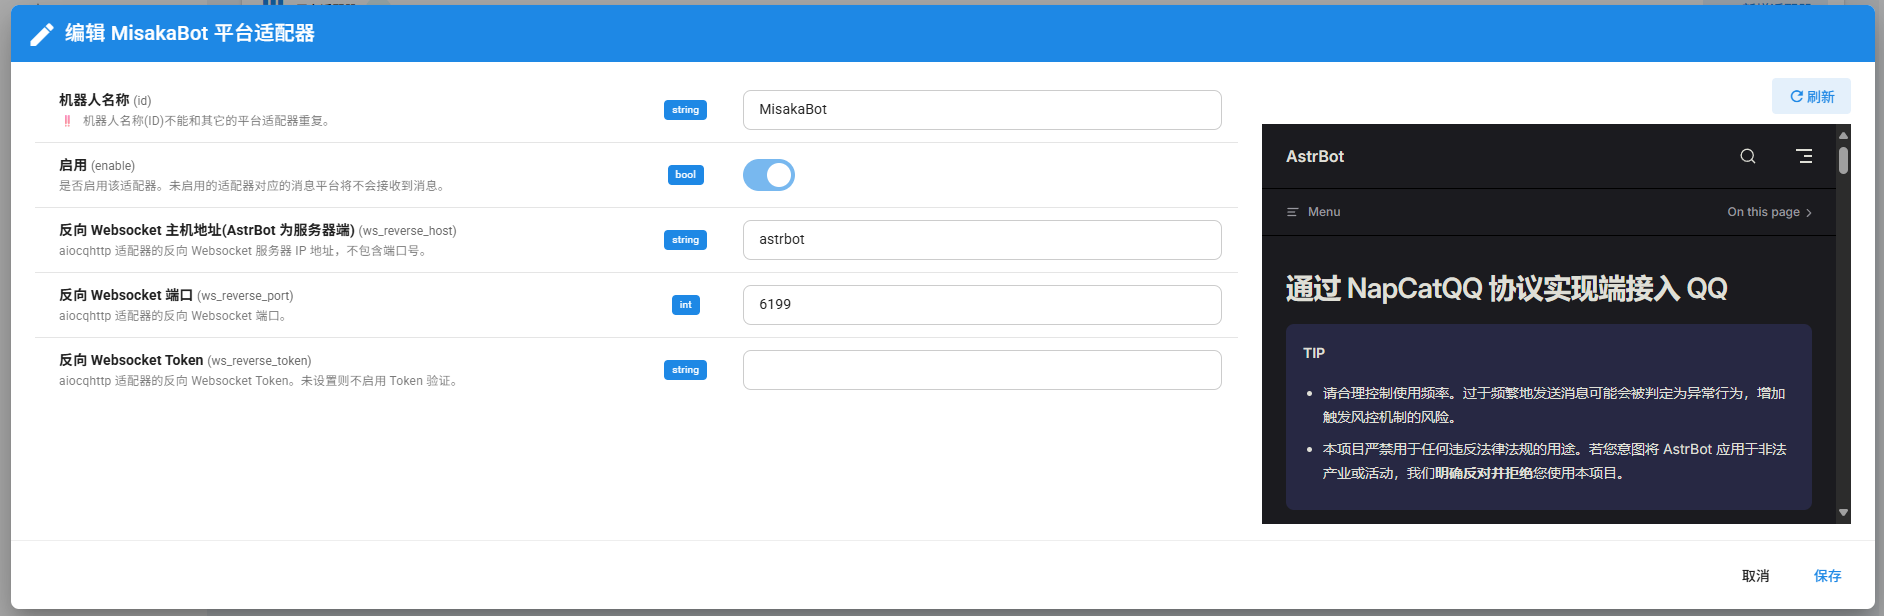 编辑 MisakaBot 平台适配器
机器人名称 (id)
‼ 机器人名称(ID)不能和其它的平台适配器重复。
string
MisakaBot
启用 (enable)
是否启用该适配器。未启用的适配器对应的消息平台将不会接收到消息。
bool
反向 Websocket 主机地址(AstrBot 为服务器端) (ws_reverse_host)
aiocqhttp 适配器的反向 Websocket 服务器 IP 地址，不包含端口号。
string
astrbot
反向 Websocket 端口 (ws_reverse_port)
aiocqhttp 适配器的反向 Websocket 端口。
int
6199
反向 Websocket Token (ws_reverse_token)
aiocqhttp 适配器的反向 Websocket Token。未设置则不启用 Token 验证。
string
刷新
AstrBot
Menu
On this page
通过 NapCatQQ 协议实现端接入 QQ
TIP
请合理控制使用频率。过于频繁地发送消息可能会被判定为异常行为，增加
触发风控机制的风险。
本项目严禁用于任何违反法律法规的用途。若您意图将 AstrBot 应用于非法
产业或活动，我们明确反对并拒绝您使用本项目。
取消
保存